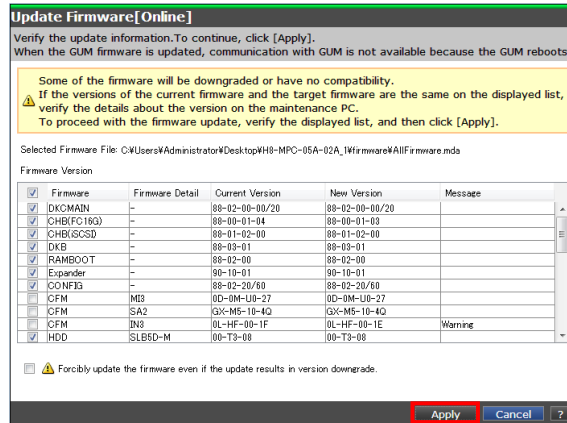 Update Firmware[Online]
Verify the update information.To continue, click [Apply].
When the GUM firmware is updated, communication with GUM is not available because the GUM reboots
Some of the firmware will be downgraded or have no compatibility.
If the versions of the current firmware and the target firmware are the same on the displayed list,
verify the details about the version on the maintenance PC.
To proceed with the firmware update, verify the displayed list, and then click [Apply].
Selected Firmware File: C:¥Users¥Administrator¥Desktop¥H8-MPC-05A-02A_1¥firmware¥AllFirmware.mda
Firmware Version
Firmware Firmware Detail Current Version New Version Message
DKCMAIN - 88-02-00-00/20 88-02-00-00/20
CHB(FC16G) - 88-00-01-04 88-00-01-03
CHB(iSCSI) - 88-01-02-00 88-01-02-00
DKB - 88-03-01 88-03-01
RAMBOOT - 88-02-00 88-02-00
Expander - 90-10-01 90-10-01
CONFIG - 88-02-20/60 88-02-20/60
CFM MI3 0D-0M-U0-27 0D-0M-U0-27
CFM SA2 GX-M5-10-4Q GX-M5-10-4Q
CFM IN3 0L-HF-00-1F 0L-HF-00-1E Warning
HDD SLB5D-M 00-T3-08 00-T3-08
Forcibly update the firmware even if the update results in version downgrade.
Apply Cancel ?